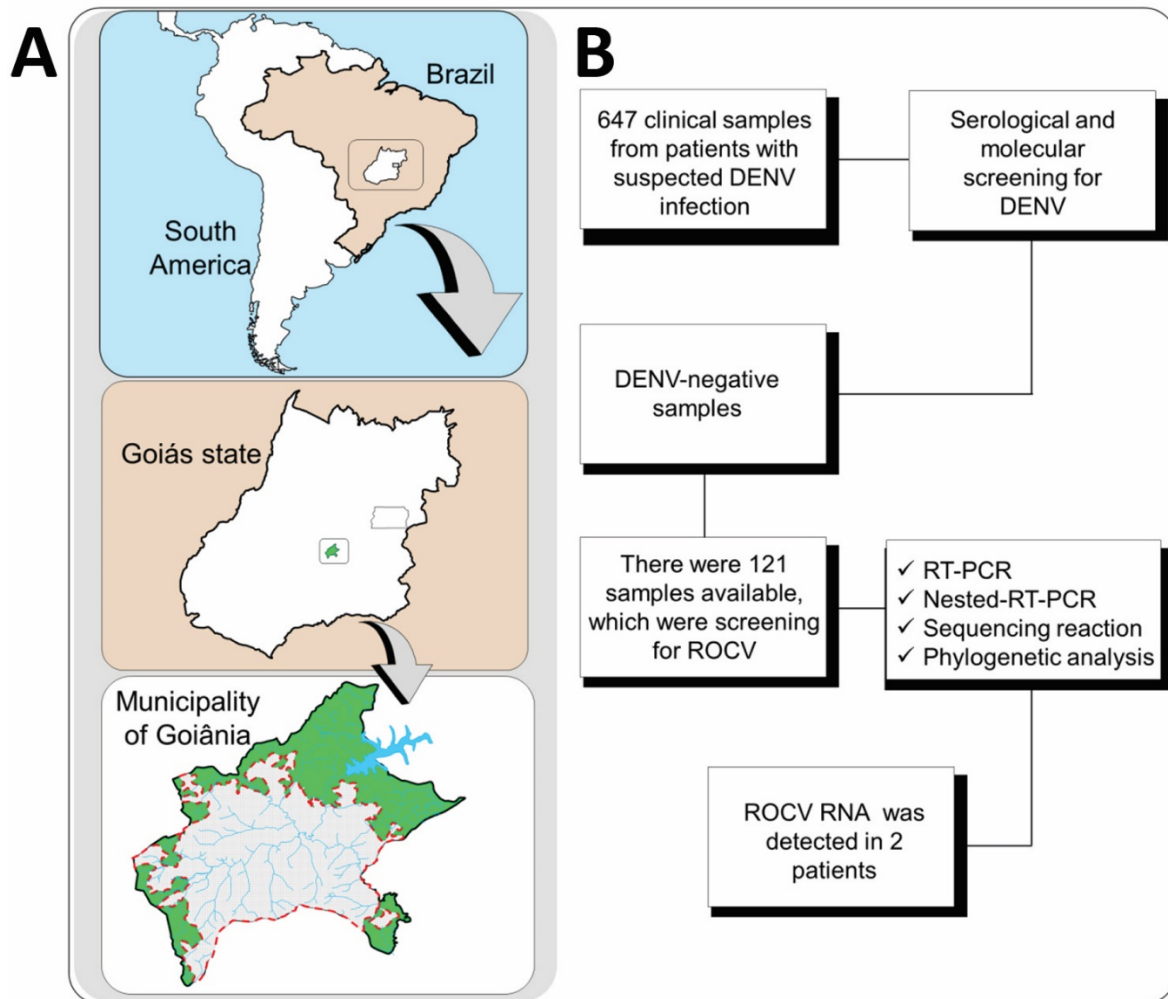 A
Brazil
South
America
Goiás state
Municipality
of Goiânia
B
647 clinical samples
from patients with
suspected DENV
infection
Serological and
molecular
screening for
DENV
DENV-negative
samples
There were 121
samples available,
which were screening
for ROCV
✓ RT-PCR
✓ Nested-RT-PCR
✓ Sequencing reaction
✓ Phylogenetic analysis
ROCV RNA was
detected in 2
patients